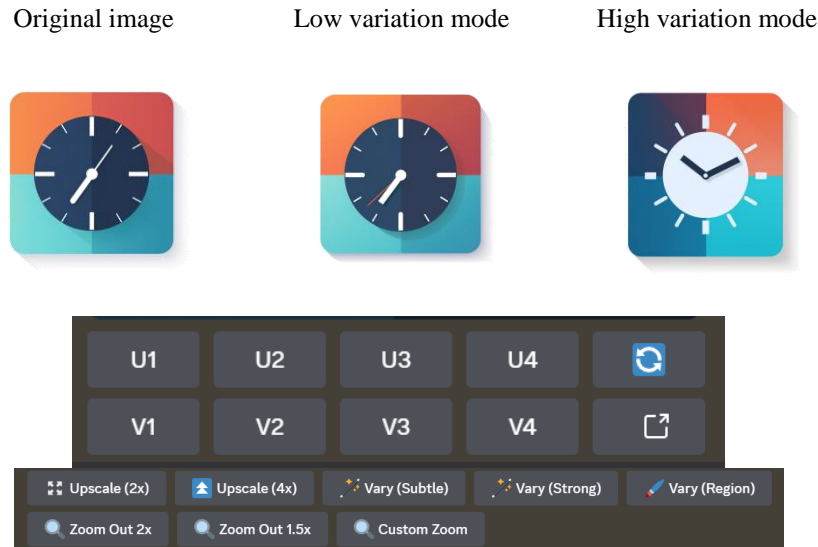 Original image Low variation mode High variation mode
U1 U2 U3 U4
V1 V2 V3 V4
Upscale (2x) Upscale (4x) Vary (Subtle) Vary (Strong) Vary (Region)
Zoom Out 2x Zoom Out 1.5x Custom Zoom